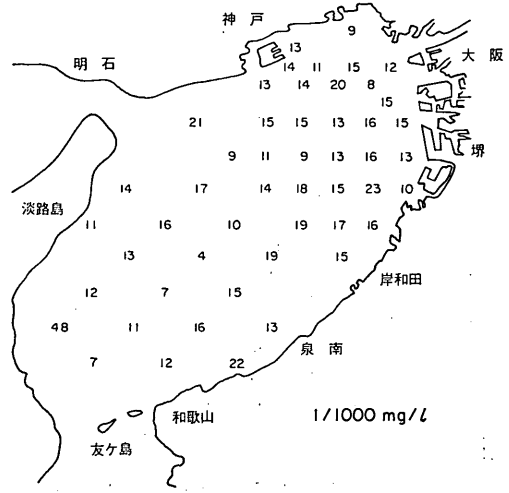 神戸
9
13
大阪
明石
14 11 15 12
13 14 20 8
15
21 15 15 13 16 15
堺
9 11 9 13 16 13
14 17 14 18 15 23 10
淡路島
11 16 10 19 17 16
13 4 19 15
岸和田
12 7 15
48 11 16 13
泉南
7 12 22
和歌山
1/1000 mg/ℓ
友ケ島